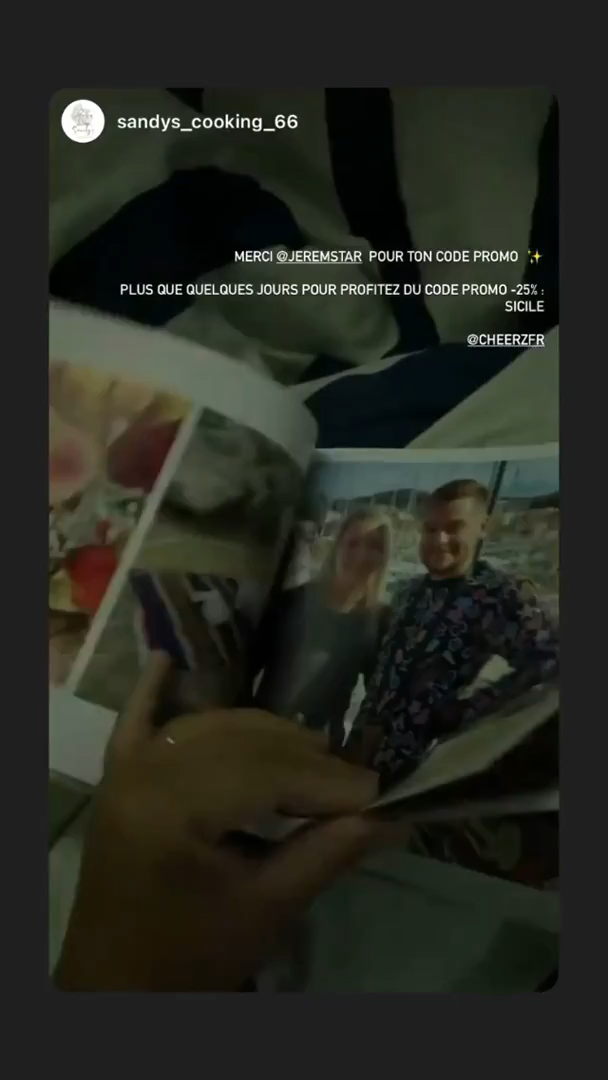 sandys_cooking_66
MERCI @JEREMSTAR POUR TON CODE PROMO ✨
PLUS QUE QUELQUES JOURS POUR PROFITEZ DU CODE PROMO -25% :
SICILE
@CHEERZFR